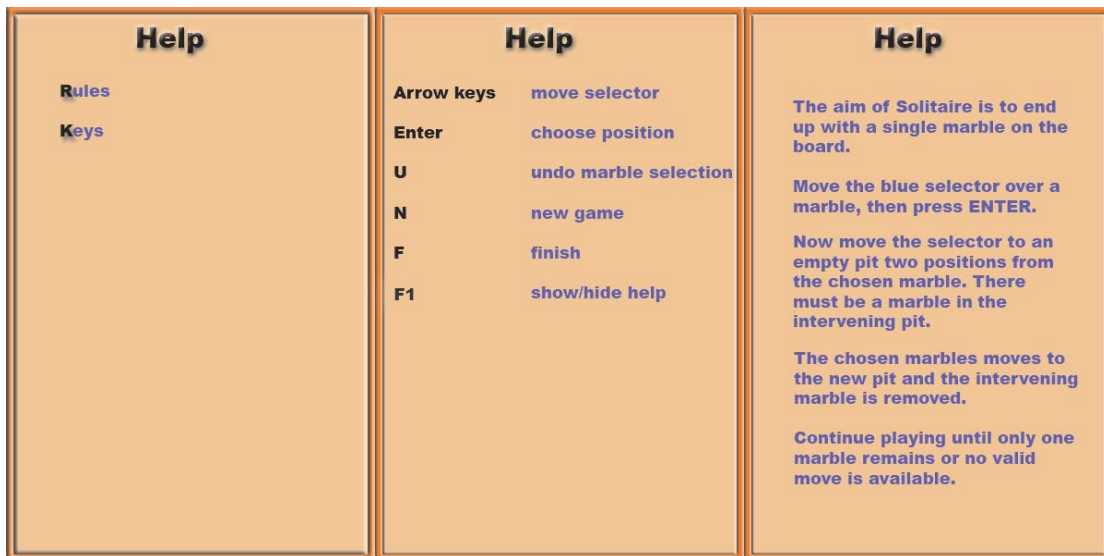 Help
Rules
Keys
Help
Arrow keys move selector
Enter choose position
U undo marble selection
N new game
F finish
F1 show/hide help
Help
The aim of Solitaire is to end
up with a single marble on the
board.
Move the blue selector over a
marble, then press ENTER.
Now move the selector to an
empty pit two positions from
the chosen marble. There
must be a marble in the
intervening pit.
The chosen marbles moves to
the new pit and the intervening
marble is removed.
Continue playing until only one
marble remains or no valid
move is available.